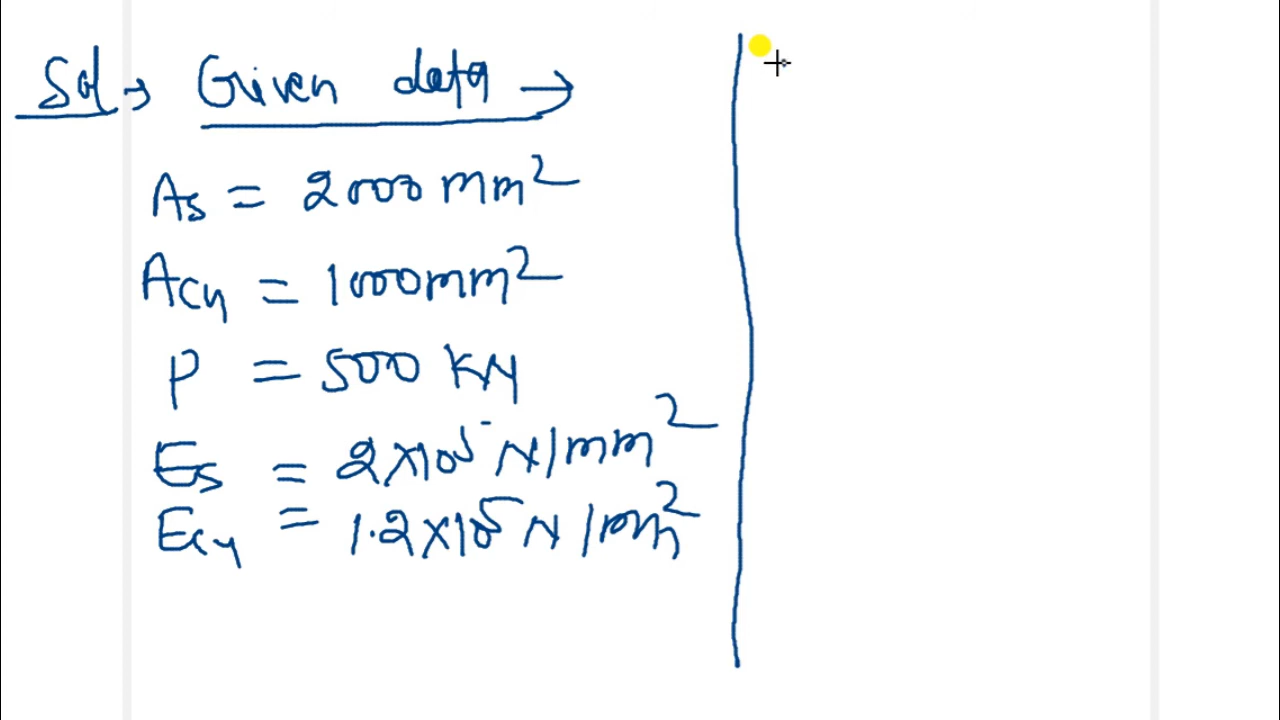 Sol → Given data →
As = 2000 mm²
Acu = 1000 mm²
P = 500 KN
Es = 2×10⁵ N/mm²
Ecu = 1.2×10⁵ N/mm²